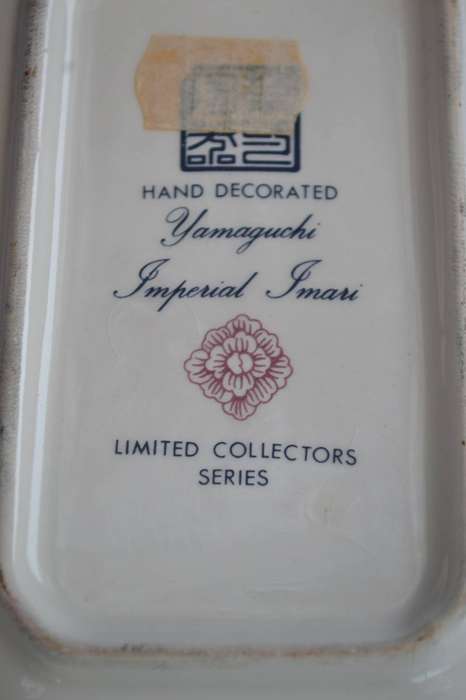 HAND DECORATED
Yamaguchi
Imperial Imari
LIMITED COLLECTORS
SERIES